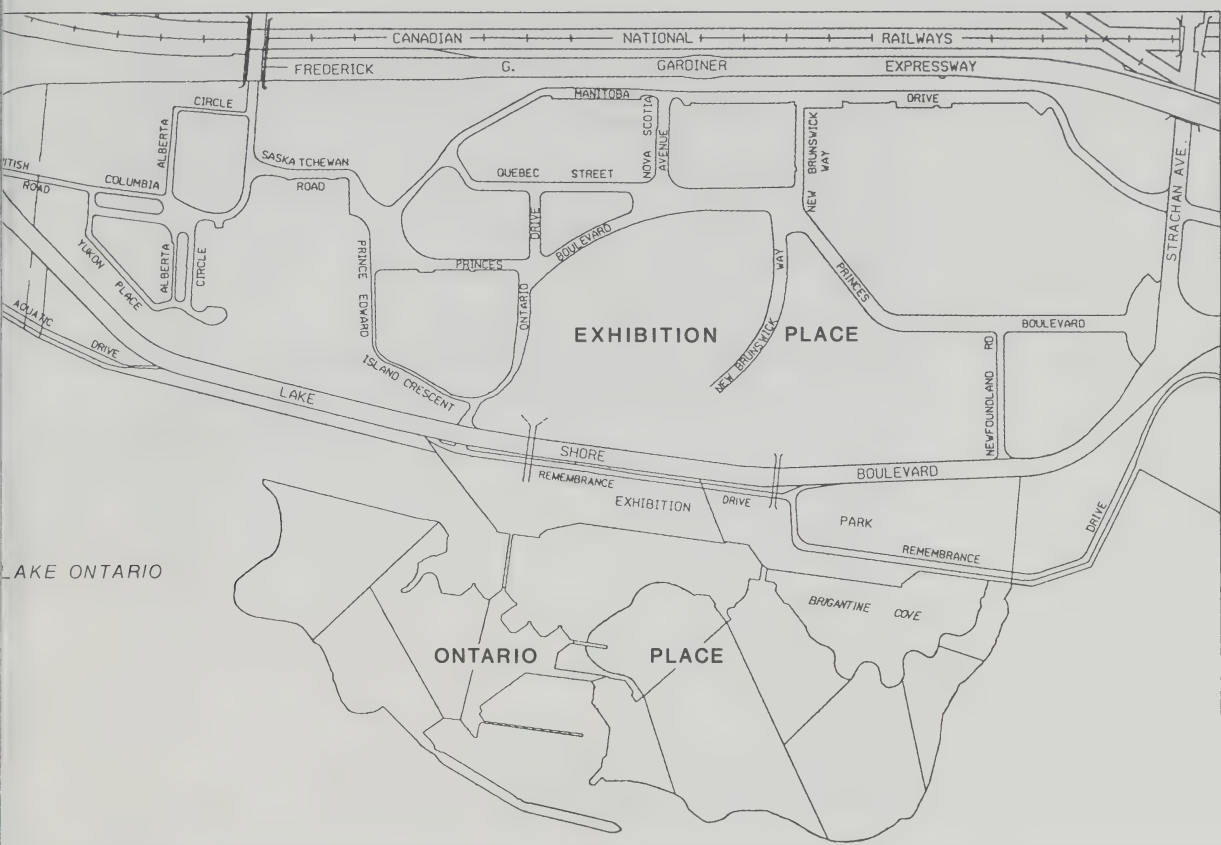 CANADIAN NATIONAL RAILWAYS
FREDERICK G. GARDINER EXPRESSWAY
CIRCLE
ALBERTA
MANITOBA DRIVE
NOVA SCOTIA AVENUE
NEW BRUNSWICK WAY
STRACHAN AVE.
SASKATCHEWAN ROAD
QUEBEC STREET
COLUMBIA
ROAD
ALBERTA CIRCLE
YUKON PLACE
DRIVE
BOULEVARD
PRINCES
PRINCE EDWARD
ISLAND CRESCENT
ONTARIO
WAY
NEW BRUNSWICK
NEW BRUNSWICK
PRINCES
BOULEVARD
NEWFOUNDLAND RD
EXHIBITION PLACE
AQUATIC DRIVE
LAKE SHORE BOULEVARD
REMEMBRANCE DRIVE
EXHIBITION PARK
REMEMBRANCE DRIVE
LAKE ONTARIO
BRIGANTINE COVE
ONTARIO PLACE